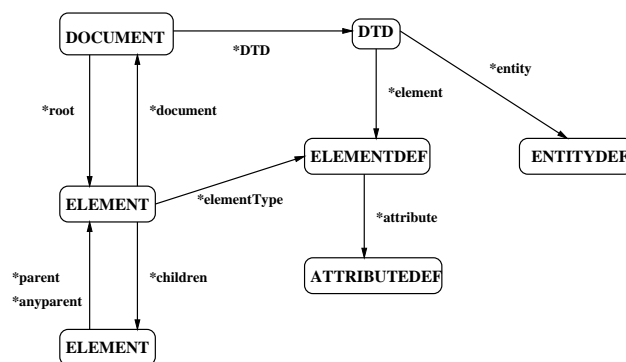 DOCUMENT
DTD
*DTD
*entity
*element
*root
*document
ELEMENTDEF
ENTITYDEF
ELEMENT
*elementType
*attribute
*parent
*children
ATTRIBUTEDEF
*anyparent
ELEMENT